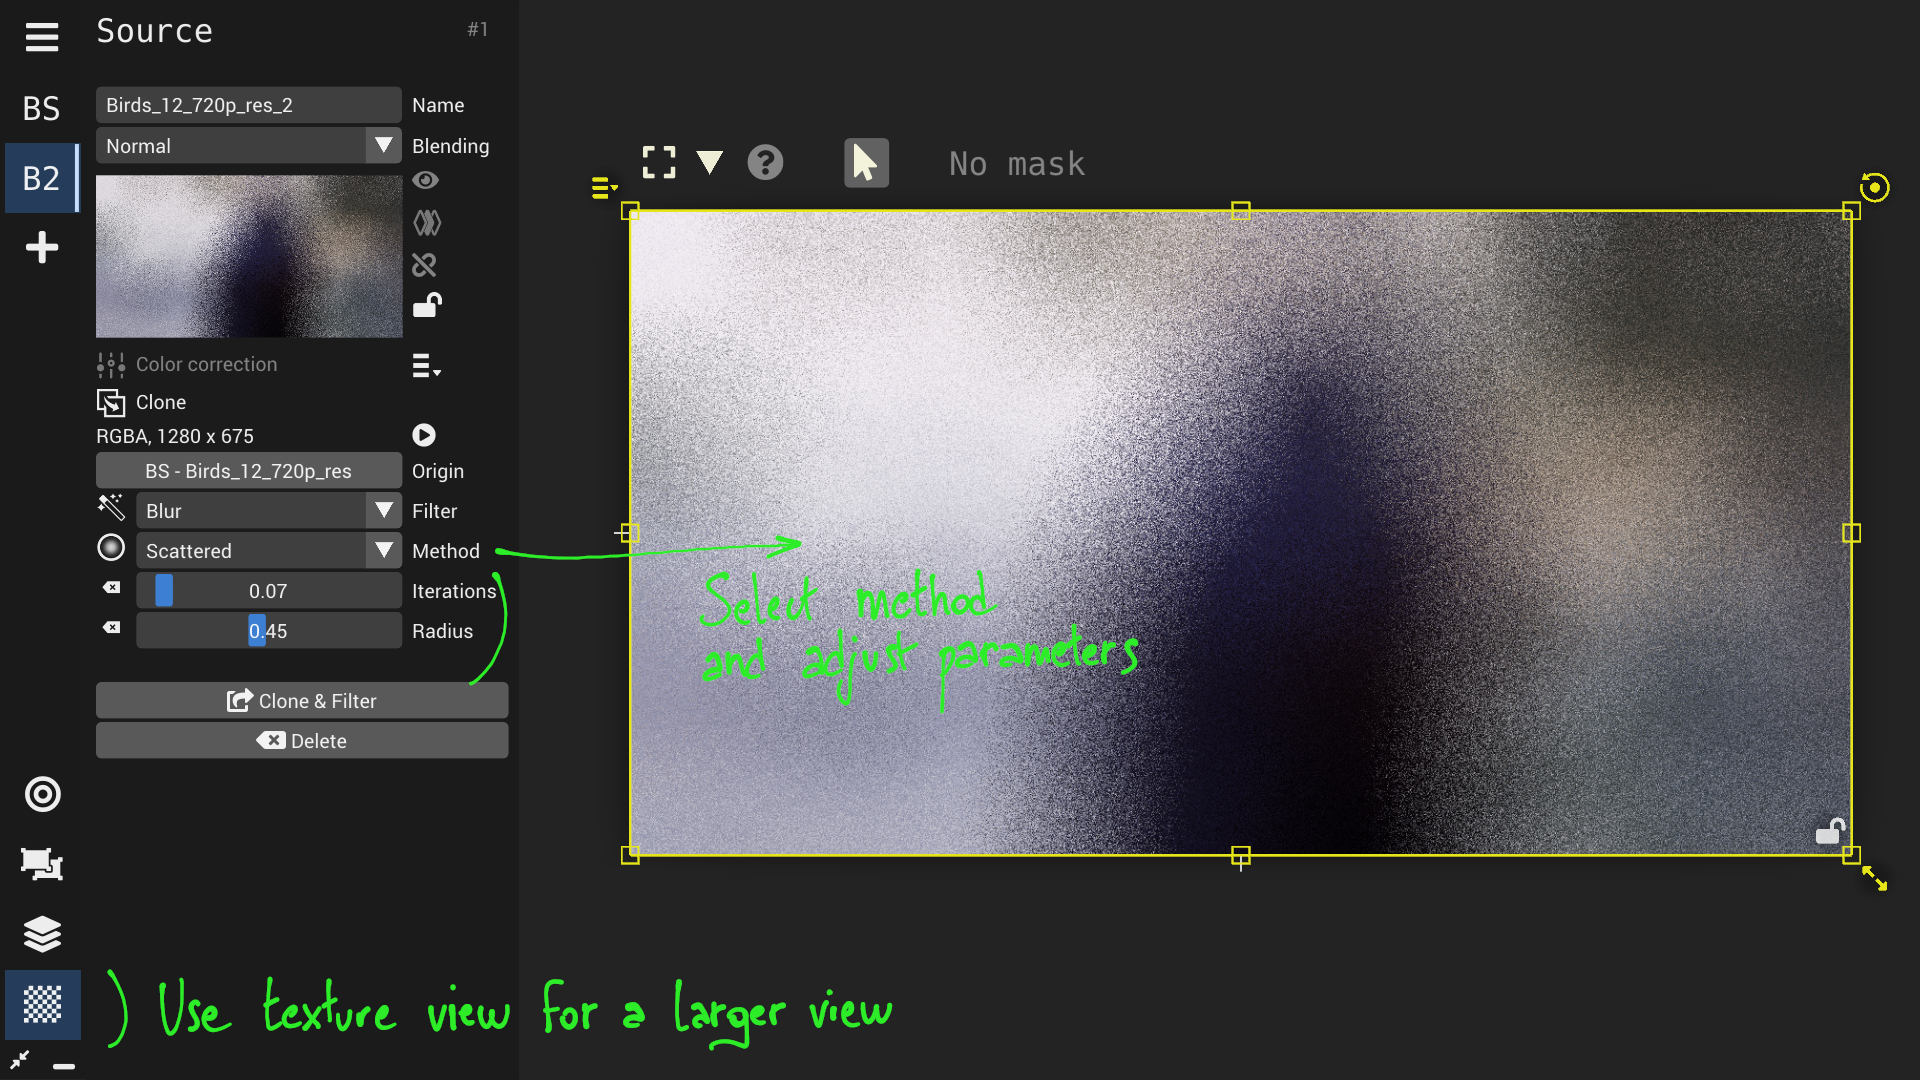 Source #1
BS
B2
Birds_12_720p_res_2 Name
Normal Blending
Color correction
Clone
RGBA, 1280 x 675
BS - Birds_12_720p_res Origin
Blur Filter
Scattered Method
0.07 Iterations
0.45 Radius
Clone & Filter
Delete
No mask
Select method
and adjust parameters
Use texture view for a larger view